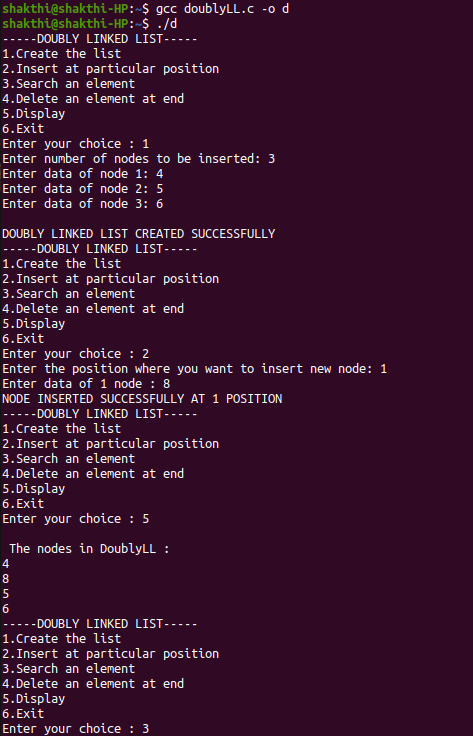 shakthi@shakthi-HP:~$ gcc doublyLL.c -o d
shakthi@shakthi-HP:~$ ./d
-----DOUBLY LINKED LIST-----
1.Create the list
2.Insert at particular position
3.Search an element
4.Delete an element at end
5.Display
6.Exit
Enter your choice : 1
Enter number of nodes to be inserted: 3
Enter data of node 1: 4
Enter data of node 2: 5
Enter data of node 3: 6

DOUBLY LINKED LIST CREATED SUCCESSFULLY
-----DOUBLY LINKED LIST-----
1.Create the list
2.Insert at particular position
3.Search an element
4.Delete an element at end
5.Display
6.Exit
Enter your choice : 2
Enter the position where you want to insert new node: 1
Enter data of 1 node : 8
NODE INSERTED SUCCESSFULLY AT 1 POSITION
-----DOUBLY LINKED LIST-----
1.Create the list
2.Insert at particular position
3.Search an element
4.Delete an element at end
5.Display
6.Exit
Enter your choice : 5

 The nodes in DoublyLL :
4
8
5
6
-----DOUBLY LINKED LIST-----
1.Create the list
2.Insert at particular position
3.Search an element
4.Delete an element at end
5.Display
6.Exit
Enter your choice : 3